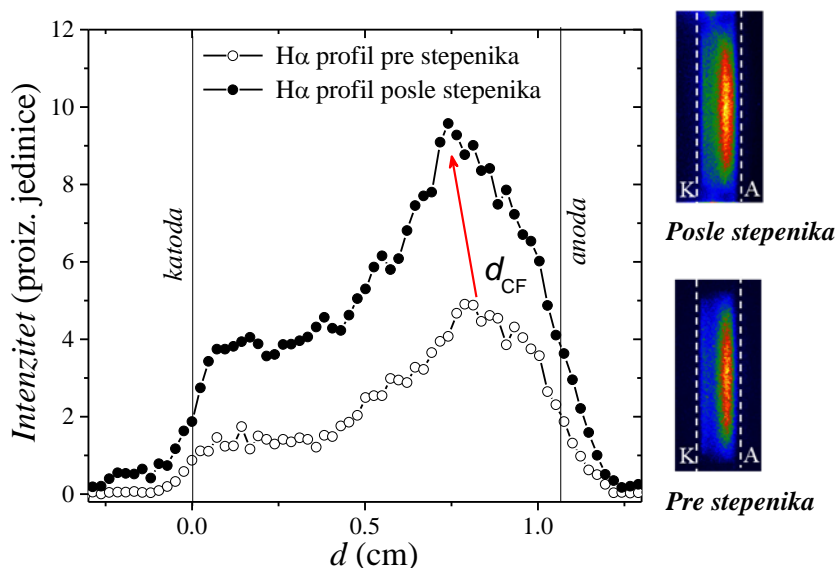 12
10
8
6
4
2
0
Intenzitet (proiz. jedinice)
Hα profil pre stepenika
Hα profil posle stepenika
katoda
anoda
dCF
0.0
0.5
1.0
d (cm)
K
A
Posle stepenika
K
A
Pre stepenika